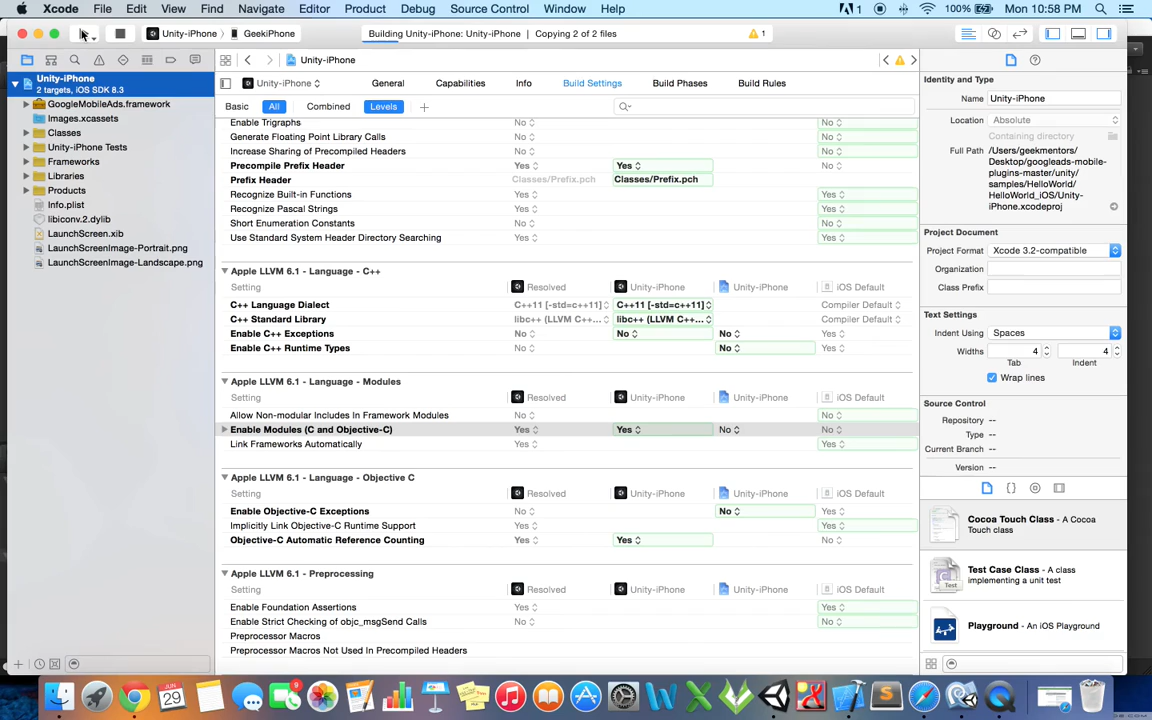 Xcode File Edit View Find Navigate Editor Product Debug Source Control Window Help 1 100% Mon 10:58 PM
Unity-iPhone GeekiPhone Building Unity-iPhone: Unity-iPhone | Copying 2 of 2 files 1
Unity-iPhone
2 targets, iOS SDK 8.3
GoogleMobileAds.framework
Images.xcassets
Classes
Unity-iPhone Tests
Frameworks
Libraries
Products
Info.plist
libiconv.2.dylib
LaunchScreen.xib
LaunchScreenImage-Portrait.png
LaunchScreenImage-Landscape.png
Unity-iPhone
Unity-iPhone General Capabilities Info Build Settings Build Phases Build Rules
Basic All Combined Levels
Enable Trigraphs No No
Generate Floating Point Library Calls No No
Increase Sharing of Precompiled Headers No No
Precompile Prefix Header Yes Yes No
Prefix Header Classes/Prefix.pch Classes/Prefix.pch
Recognize Built-in Functions Yes Yes
Recognize Pascal Strings Yes Yes
Short Enumeration Constants No No
Use Standard System Header Directory Searching Yes Yes
Apple LLVM 6.1 - Language - C++
Setting Resolved Unity-iPhone Unity-iPhone iOS Default
C++ Language Dialect C++11 [-std=c++11] C++11 [-std=c++11] Compiler Default
C++ Standard Library libc++ (LLVM C++... libc++ (LLVM C++... Compiler Default
Enable C++ Exceptions No No No Yes
Enable C++ Runtime Types No No Yes
Apple LLVM 6.1 - Language - Modules
Setting Resolved Unity-iPhone Unity-iPhone iOS Default
Allow Non-modular Includes In Framework Modules No No
Enable Modules (C and Objective-C) Yes Yes No No
Link Frameworks Automatically Yes Yes
Apple LLVM 6.1 - Language - Objective C
Setting Resolved Unity-iPhone Unity-iPhone iOS Default
Enable Objective-C Exceptions No No Yes
Implicitly Link Objective-C Runtime Support Yes Yes
Objective-C Automatic Reference Counting Yes Yes No
Apple LLVM 6.1 - Preprocessing
Setting Resolved Unity-iPhone Unity-iPhone iOS Default
Enable Foundation Assertions Yes Yes
Enable Strict Checking of objc_msgSend Calls No No
Preprocessor Macros
Preprocessor Macros Not Used In Precompiled Headers
Identity and Type
Name Unity-iPhone
Location Absolute
Containing directory
Full Path /Users/geekmentors/
Desktop/googleads-mobile-
plugins-master/unity/
samples/HelloWorld/
HelloWorld_iOS/Unity-
iPhone.xcodeproj
Project Document
Project Format Xcode 3.2-compatible
Organization
Class Prefix
Text Settings
Indent Using Spaces
Widths 4 4
Tab Indent
Wrap lines
Source Control
Repository --
Type --
Current Branch --
Version --
Cocoa Touch Class - A Cocoa
Touch class
Test Case Class - A class
implementing a unit test
Test
Playground - An iOS Playground
JUN
29
9